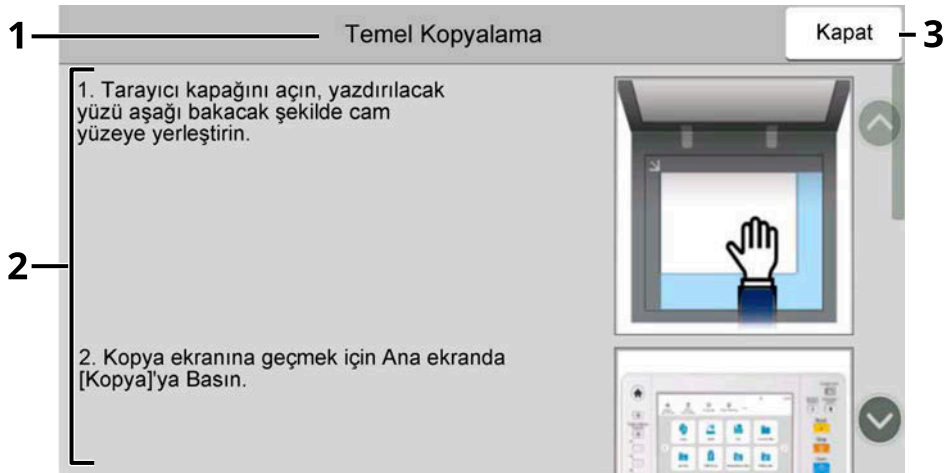 1
Temel Kopyalama
Kapat
3
2
1. Tarayıcı kapağını açın, yazdırılacak
yüzü aşağı bakacak şekilde cam
yüzeye yerleştirin.
2. Kopya ekranına geçmek için Ana ekranda
[Kopya]'ya Basın.